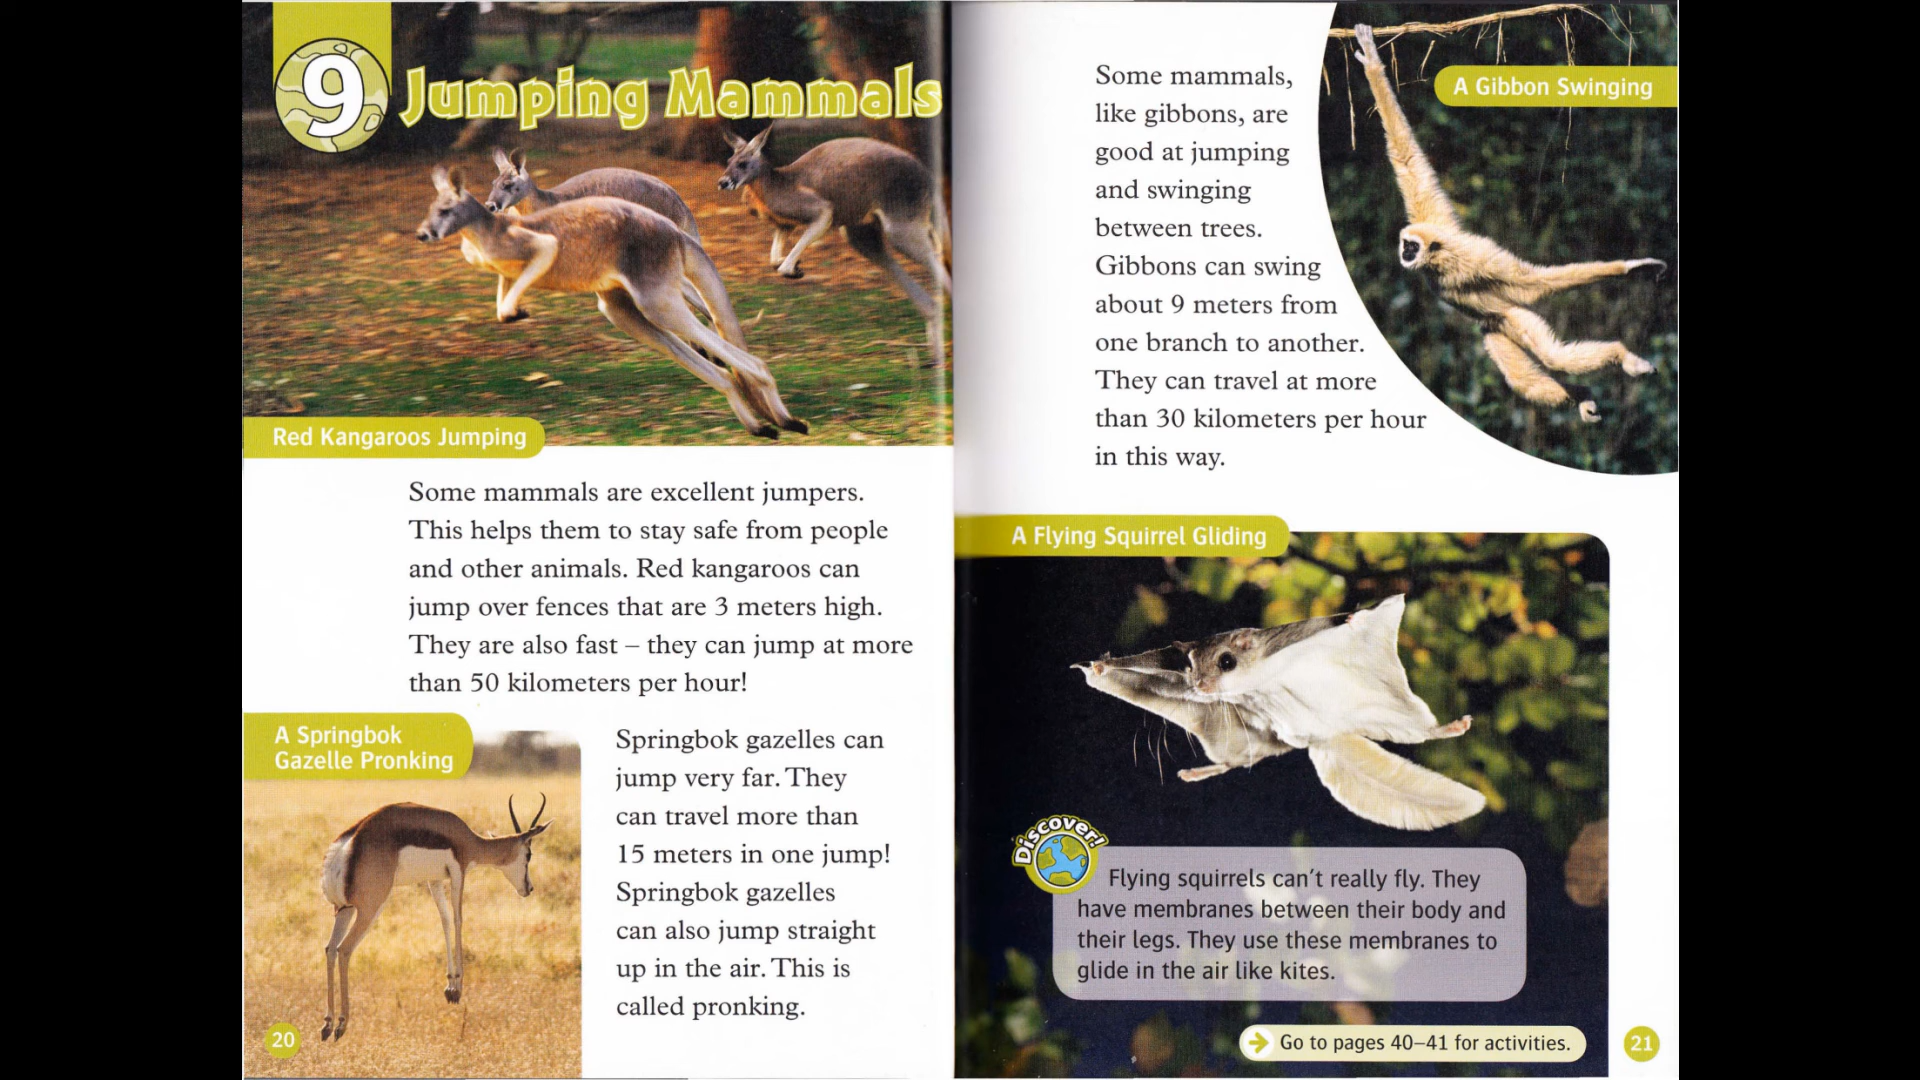 9
Jumping Mammals
Red Kangaroos Jumping
Some mammals are excellent jumpers.
This helps them to stay safe from people
and other animals. Red kangaroos can
jump over fences that are 3 meters high.
They are also fast – they can jump at more
than 50 kilometers per hour!
A Springbok
Gazelle Pronking
Springbok gazelles can
jump very far. They
can travel more than
15 meters in one jump!
Springbok gazelles
can also jump straight
up in the air. This is
called pronking.
20
Some mammals,
like gibbons, are
good at jumping
and swinging
between trees.
Gibbons can swing
about 9 meters from
one branch to another.
They can travel at more
than 30 kilometers per hour
in this way.
A Gibbon Swinging
A Flying Squirrel Gliding
Discover!
Flying squirrels can't really fly. They
have membranes between their body and
their legs. They use these membranes to
glide in the air like kites.
Go to pages 40–41 for activities.
21